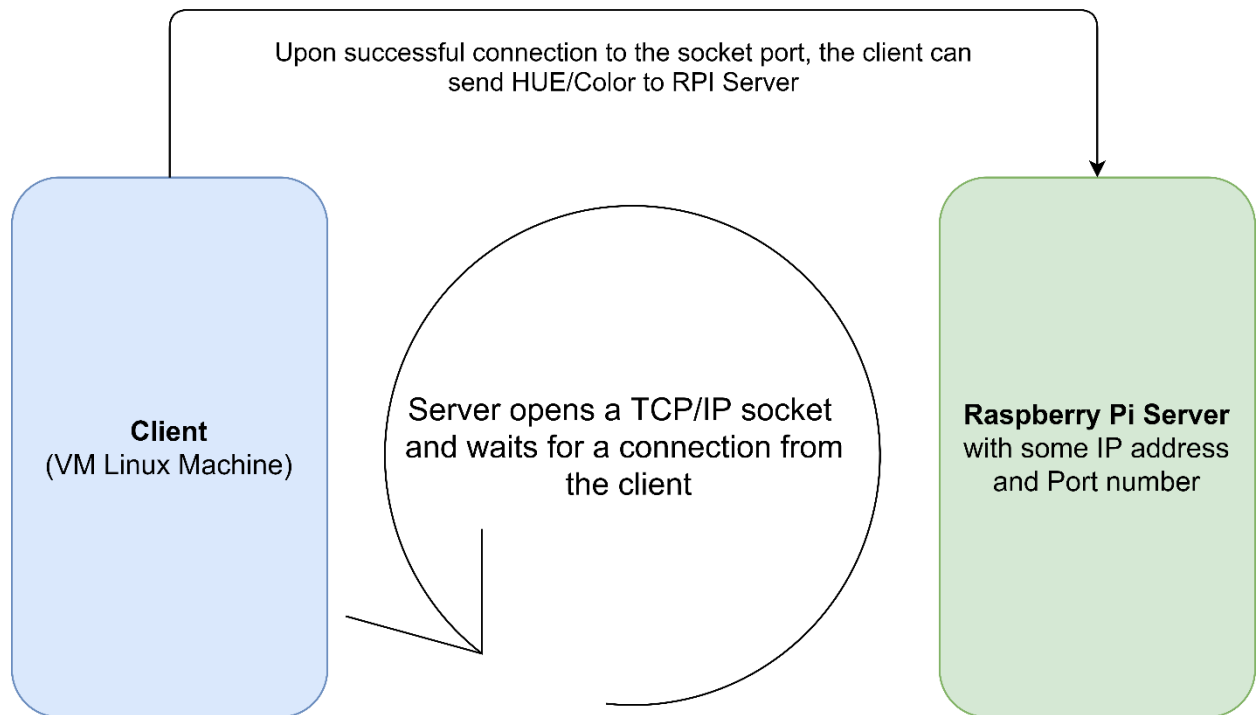 Upon successful connection to the socket port, the client can
send HUE/Color to RPI Server
Client
(VM Linux Machine)
Server opens a TCP/IP socket
and waits for a connection from
the client
Raspberry Pi Server
with some IP address
and Port number